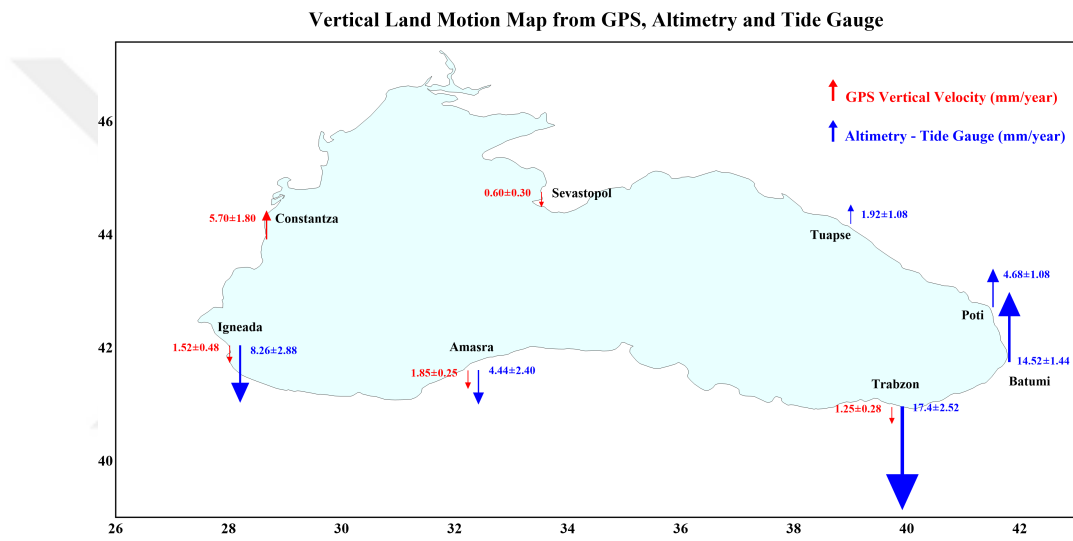 Vertical Land Motion Map from GPS, Altimetry and Tide Gauge
GPS Vertical Velocity (mm/year)
Altimetry - Tide Gauge (mm/year)
46
44
42
40
0.60±0.30
Sevastopol
5.70±1.80
Constantza
1.92±1.08
Tuapse
4.68±1.08
Poti
Igneada
1.52±0.48
8.26±2.88
Amasra
1.85±0.25
4.44±2.40
14.52±1.44
Batumi
Trabzon
1.25±0.28
17.4±2.52
26 28 30 32 34 36 38 40 42